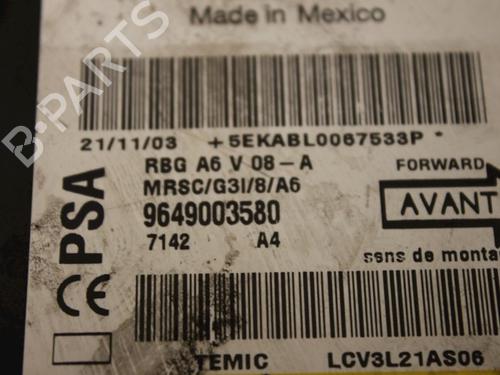 Made in Mexico
21/11/03 +5EKABL0067533P*
RBG A6 V 08-A
FORWARD
MRSC/G3I/8/A6
AVANT
9649003580
7142 A4
sens de monta
PSA
CE
TEMIC LCV3L21AS06
B-PARTS